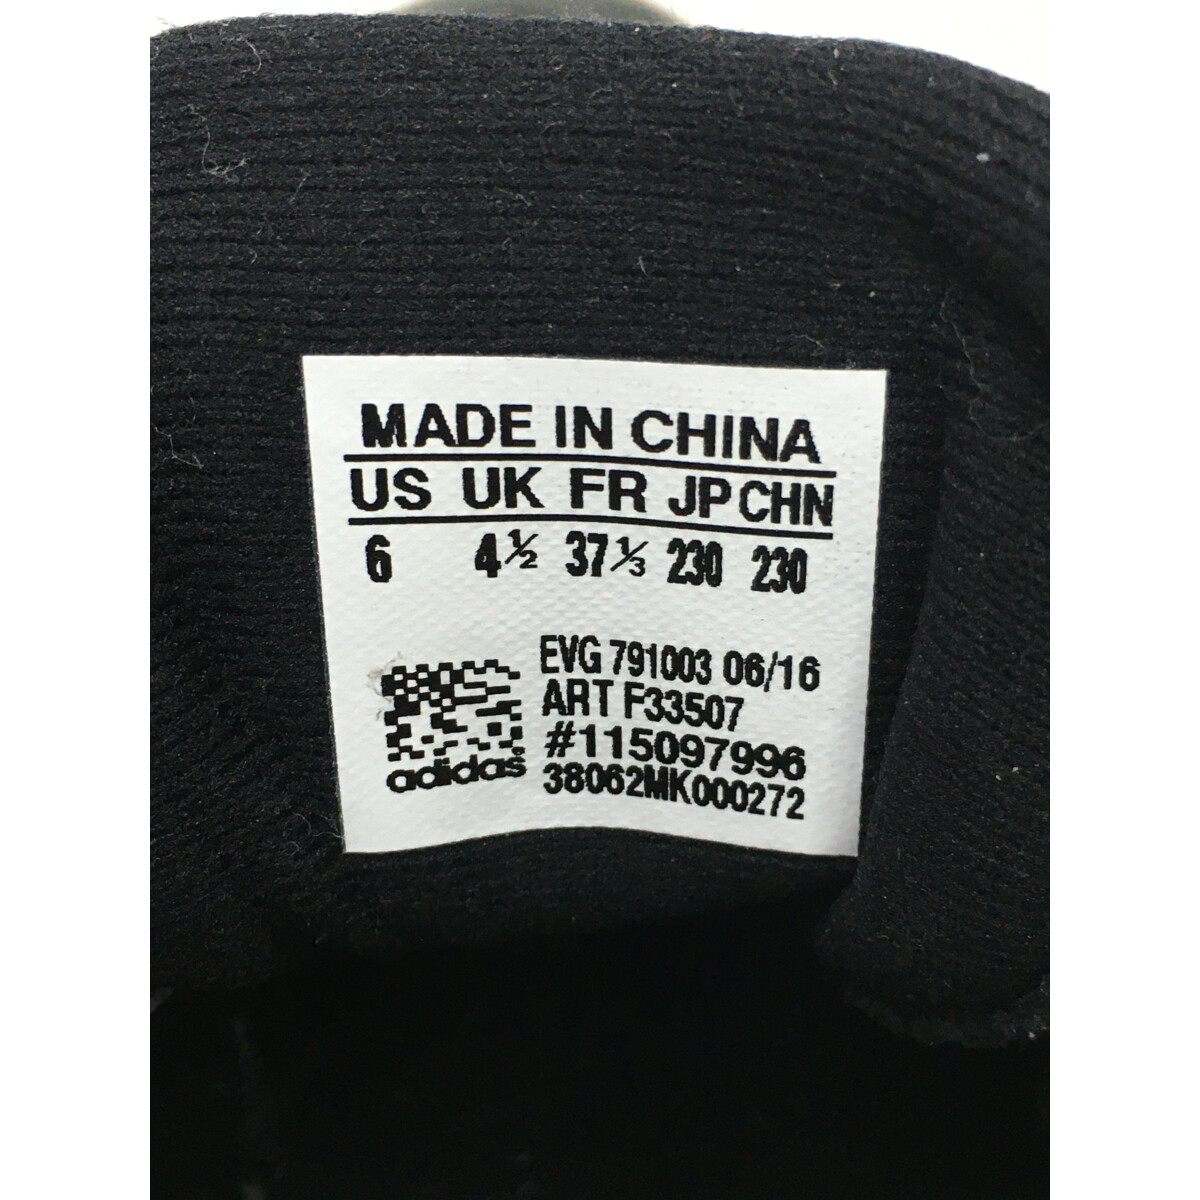 MADE IN CHINA
US UK FR JP CHN
6 4½ 37⅓ 230 230
EVG 791003 06/16
ART F33507
#115097996
38062MK000272
adidas